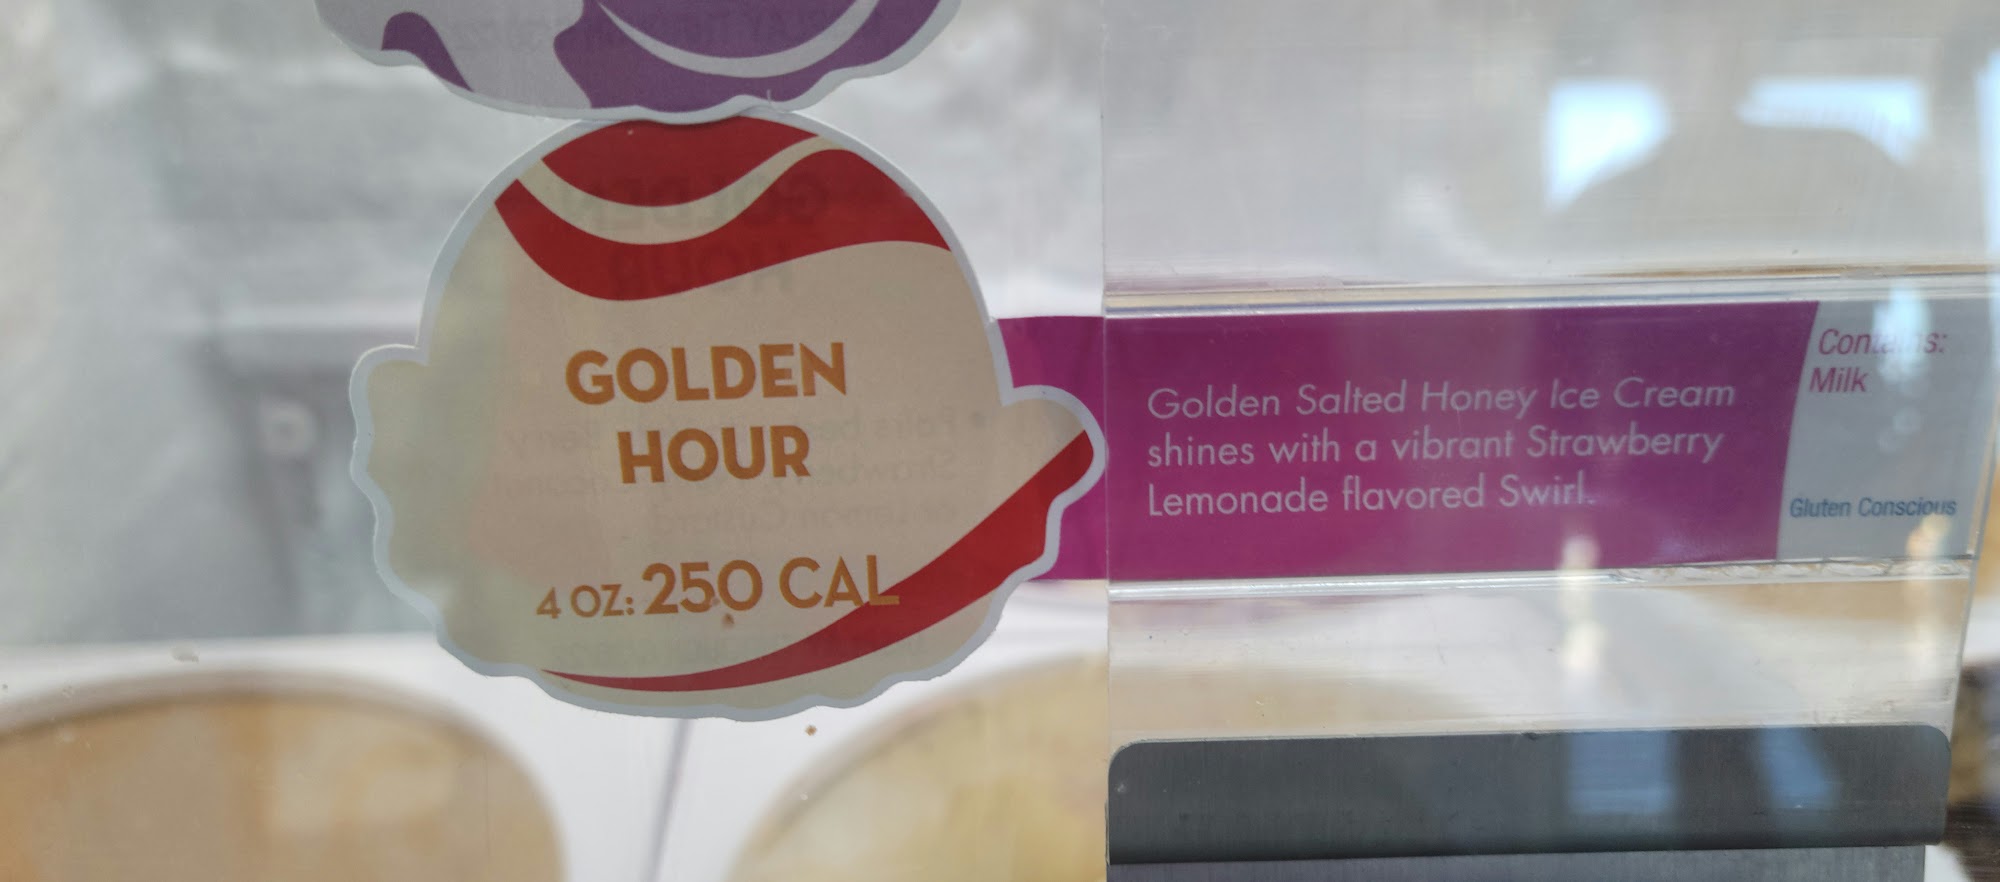 GOLDEN
HOUR
4 OZ: 250 CAL
Golden Salted Honey Ice Cream
shines with a vibrant Strawberry
Lemonade flavored Swirl.
Contains:
Milk
Gluten Conscious